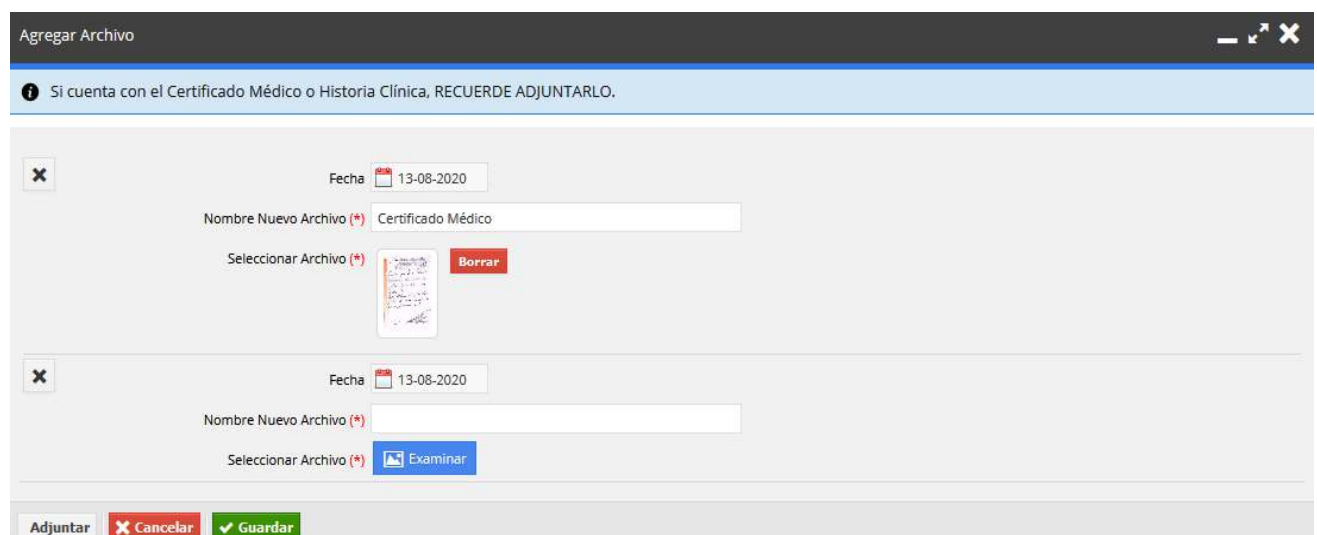 Agregar Archivo
Si cuenta con el Certificado Médico o Historia Clínica, RECUERDE ADJUNTARLO.
Fecha 13-08-2020
Nombre Nuevo Archivo (*) Certificado Médico
Seleccionar Archivo (*) Borrar
Fecha 13-08-2020
Nombre Nuevo Archivo (*)
Seleccionar Archivo (*) Examinar
Adjuntar Cancelar Guardar